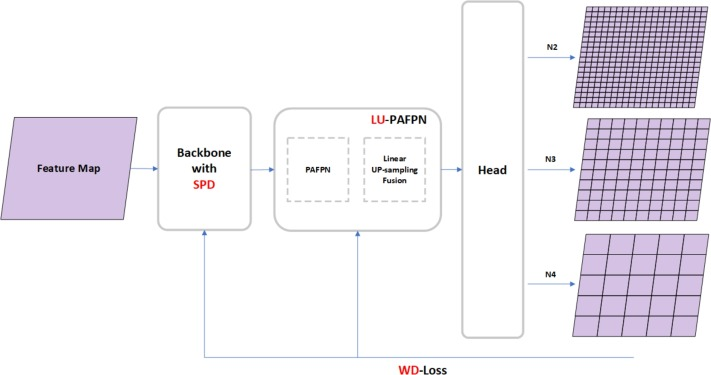 Feature Map
Backbone
with
SPD
LU-PAFPN
PAFPN
Linear
UP-sampling
Fusion
Head
N2
N3
N4
WD-Loss